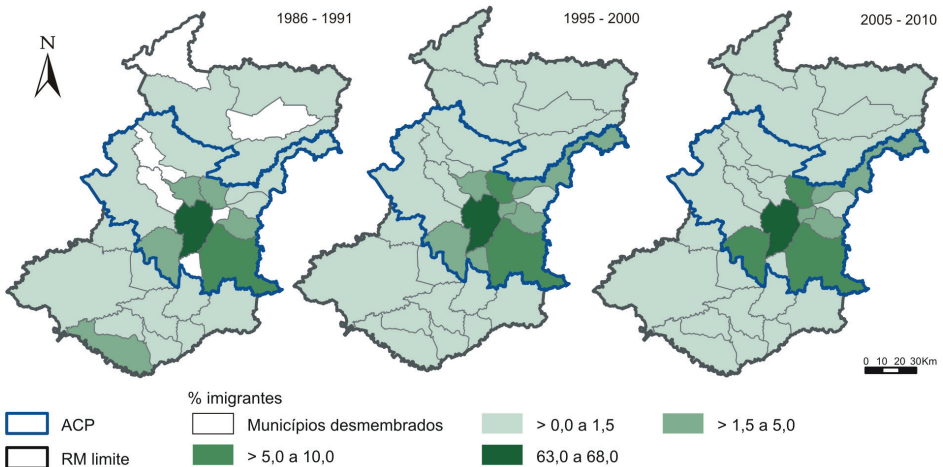 1986 - 1991
1995 - 2000
2005 - 2010
N
0 10 20 30Km
% imigrantes
ACP
Municípios desmembrados
> 0,0 a 1,5
> 1,5 a 5,0
RM limite
> 5,0 a 10,0
63,0 a 68,0